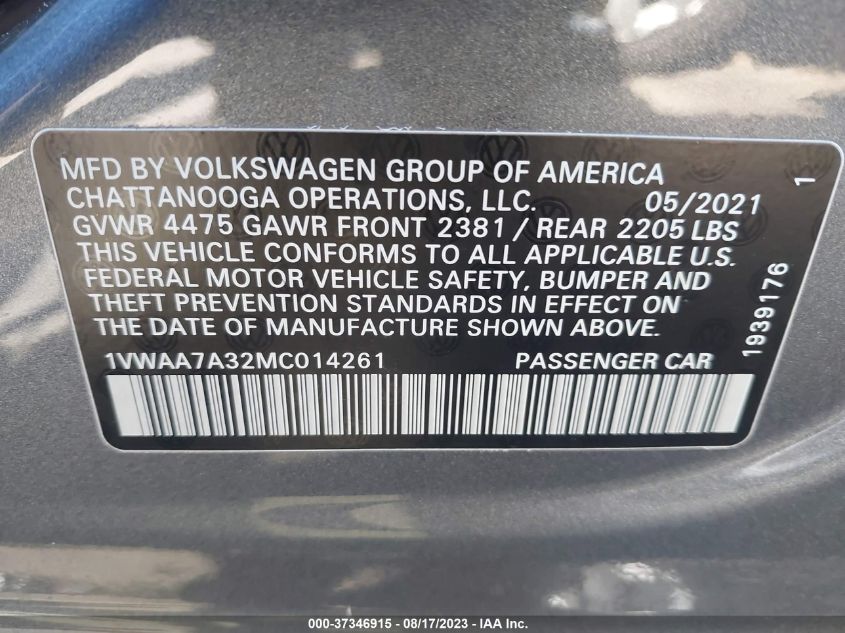 MFD BY VOLKSWAGEN GROUP OF AMERICA
CHATTANOOGA OPERATIONS, LLC. 05/2021
GVWR 4475 GAWR FRONT 2381 / REAR 2205 LBS
THIS VEHICLE CONFORMS TO ALL APPLICABLE U.S.
FEDERAL MOTOR VEHICLE SAFETY, BUMPER AND
THEFT PREVENTION STANDARDS IN EFFECT ON
THE DATE OF MANUFACTURE SHOWN ABOVE.
1VWAA7A32MC014261 PASSENGER CAR
1939176
1
000-37346915 - 08/17/2023 - IAA Inc.